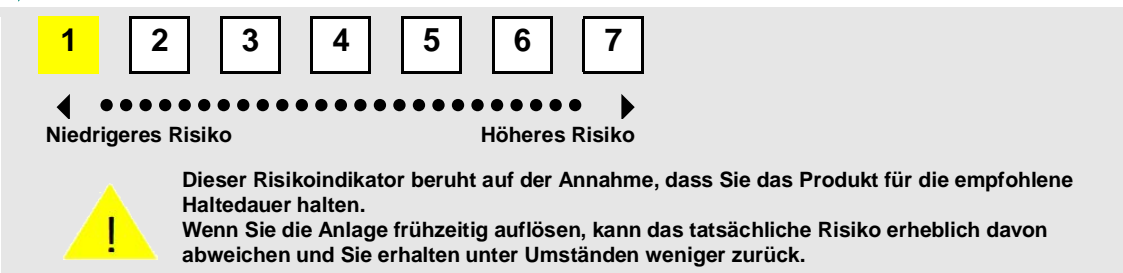 1 2 3 4 5 6 7
Niedrigeres Risiko Höheres Risiko
Dieser Risikoindikator beruht auf der Annahme, dass Sie das Produkt für die empfohlene
Haltedauer halten.
Wenn Sie die Anlage frühzeitig auflösen, kann das tatsächliche Risiko erheblich davon
abweichen und Sie erhalten unter Umständen weniger zurück.
!